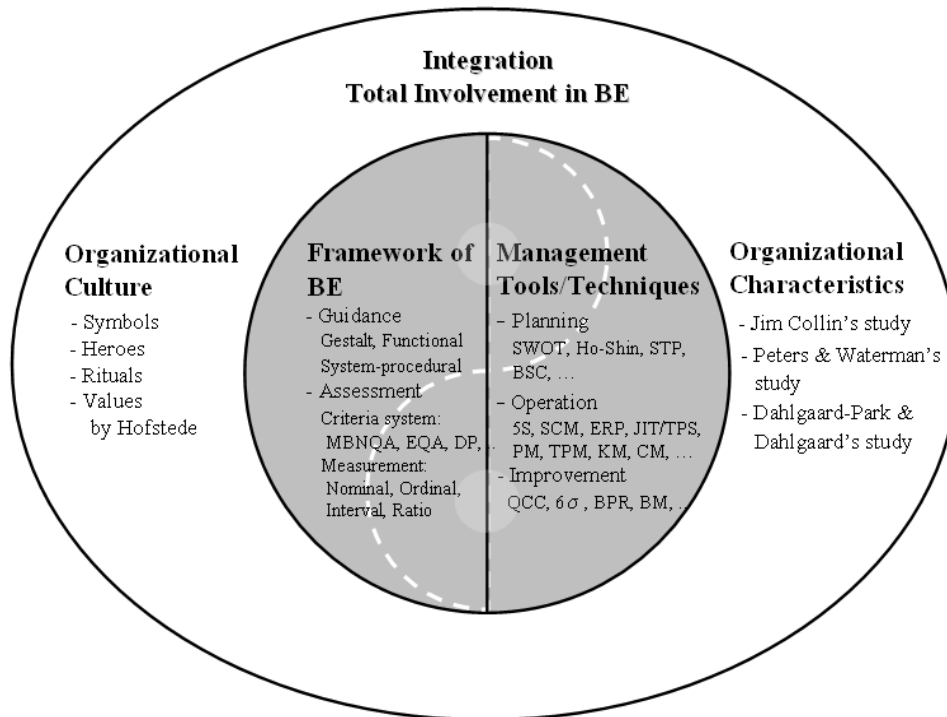 Integration
Total Involvement in BE
Organizational
Culture
- Symbols
- Heroes
- Rituals
- Values
by Hofstede
Framework of
BE
- Guidance
Gestalt, Functional
System-procedural
- Assessment
Criteria system:
MBNQA, EQA, DP, ..
Measurement:
Nominal, Ordinal,
Interval, Ratio
Management
Tools/Techniques
- Planning
SWOT, Ho-Shin, STP,
BSC, …
- Operation
5S, SCM, ERP, JIT/TPS,
PM, TPM, KM, CM, …
- Improvement
QCC, 6σ, BPR, BM, ..
Organizational
Characteristics
- Jim Collin's study
- Peters & Waterman's
study
- Dahlgaard-Park &
Dahlgaard's study